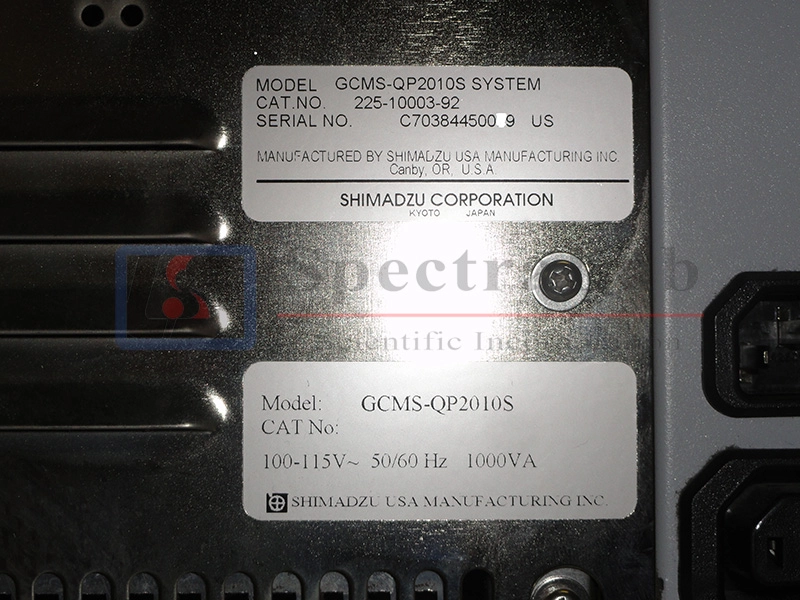 MODEL GCMS-QP2010S SYSTEM
CAT.NO. 225-10003-92
SERIAL NO. US
MANUFACTURED BY SHIMADZU USA MANUFACTURING INC.
Canby, OR, U.S.A.
SHIMADZU CORPORATION
KYOTO JAPAN
Scientific
Model: GCMS-QP2010S
CAT No:
100-115V~ 50/60 Hz 1000VA
SHIMADZU USA MANUFACTURING INC.